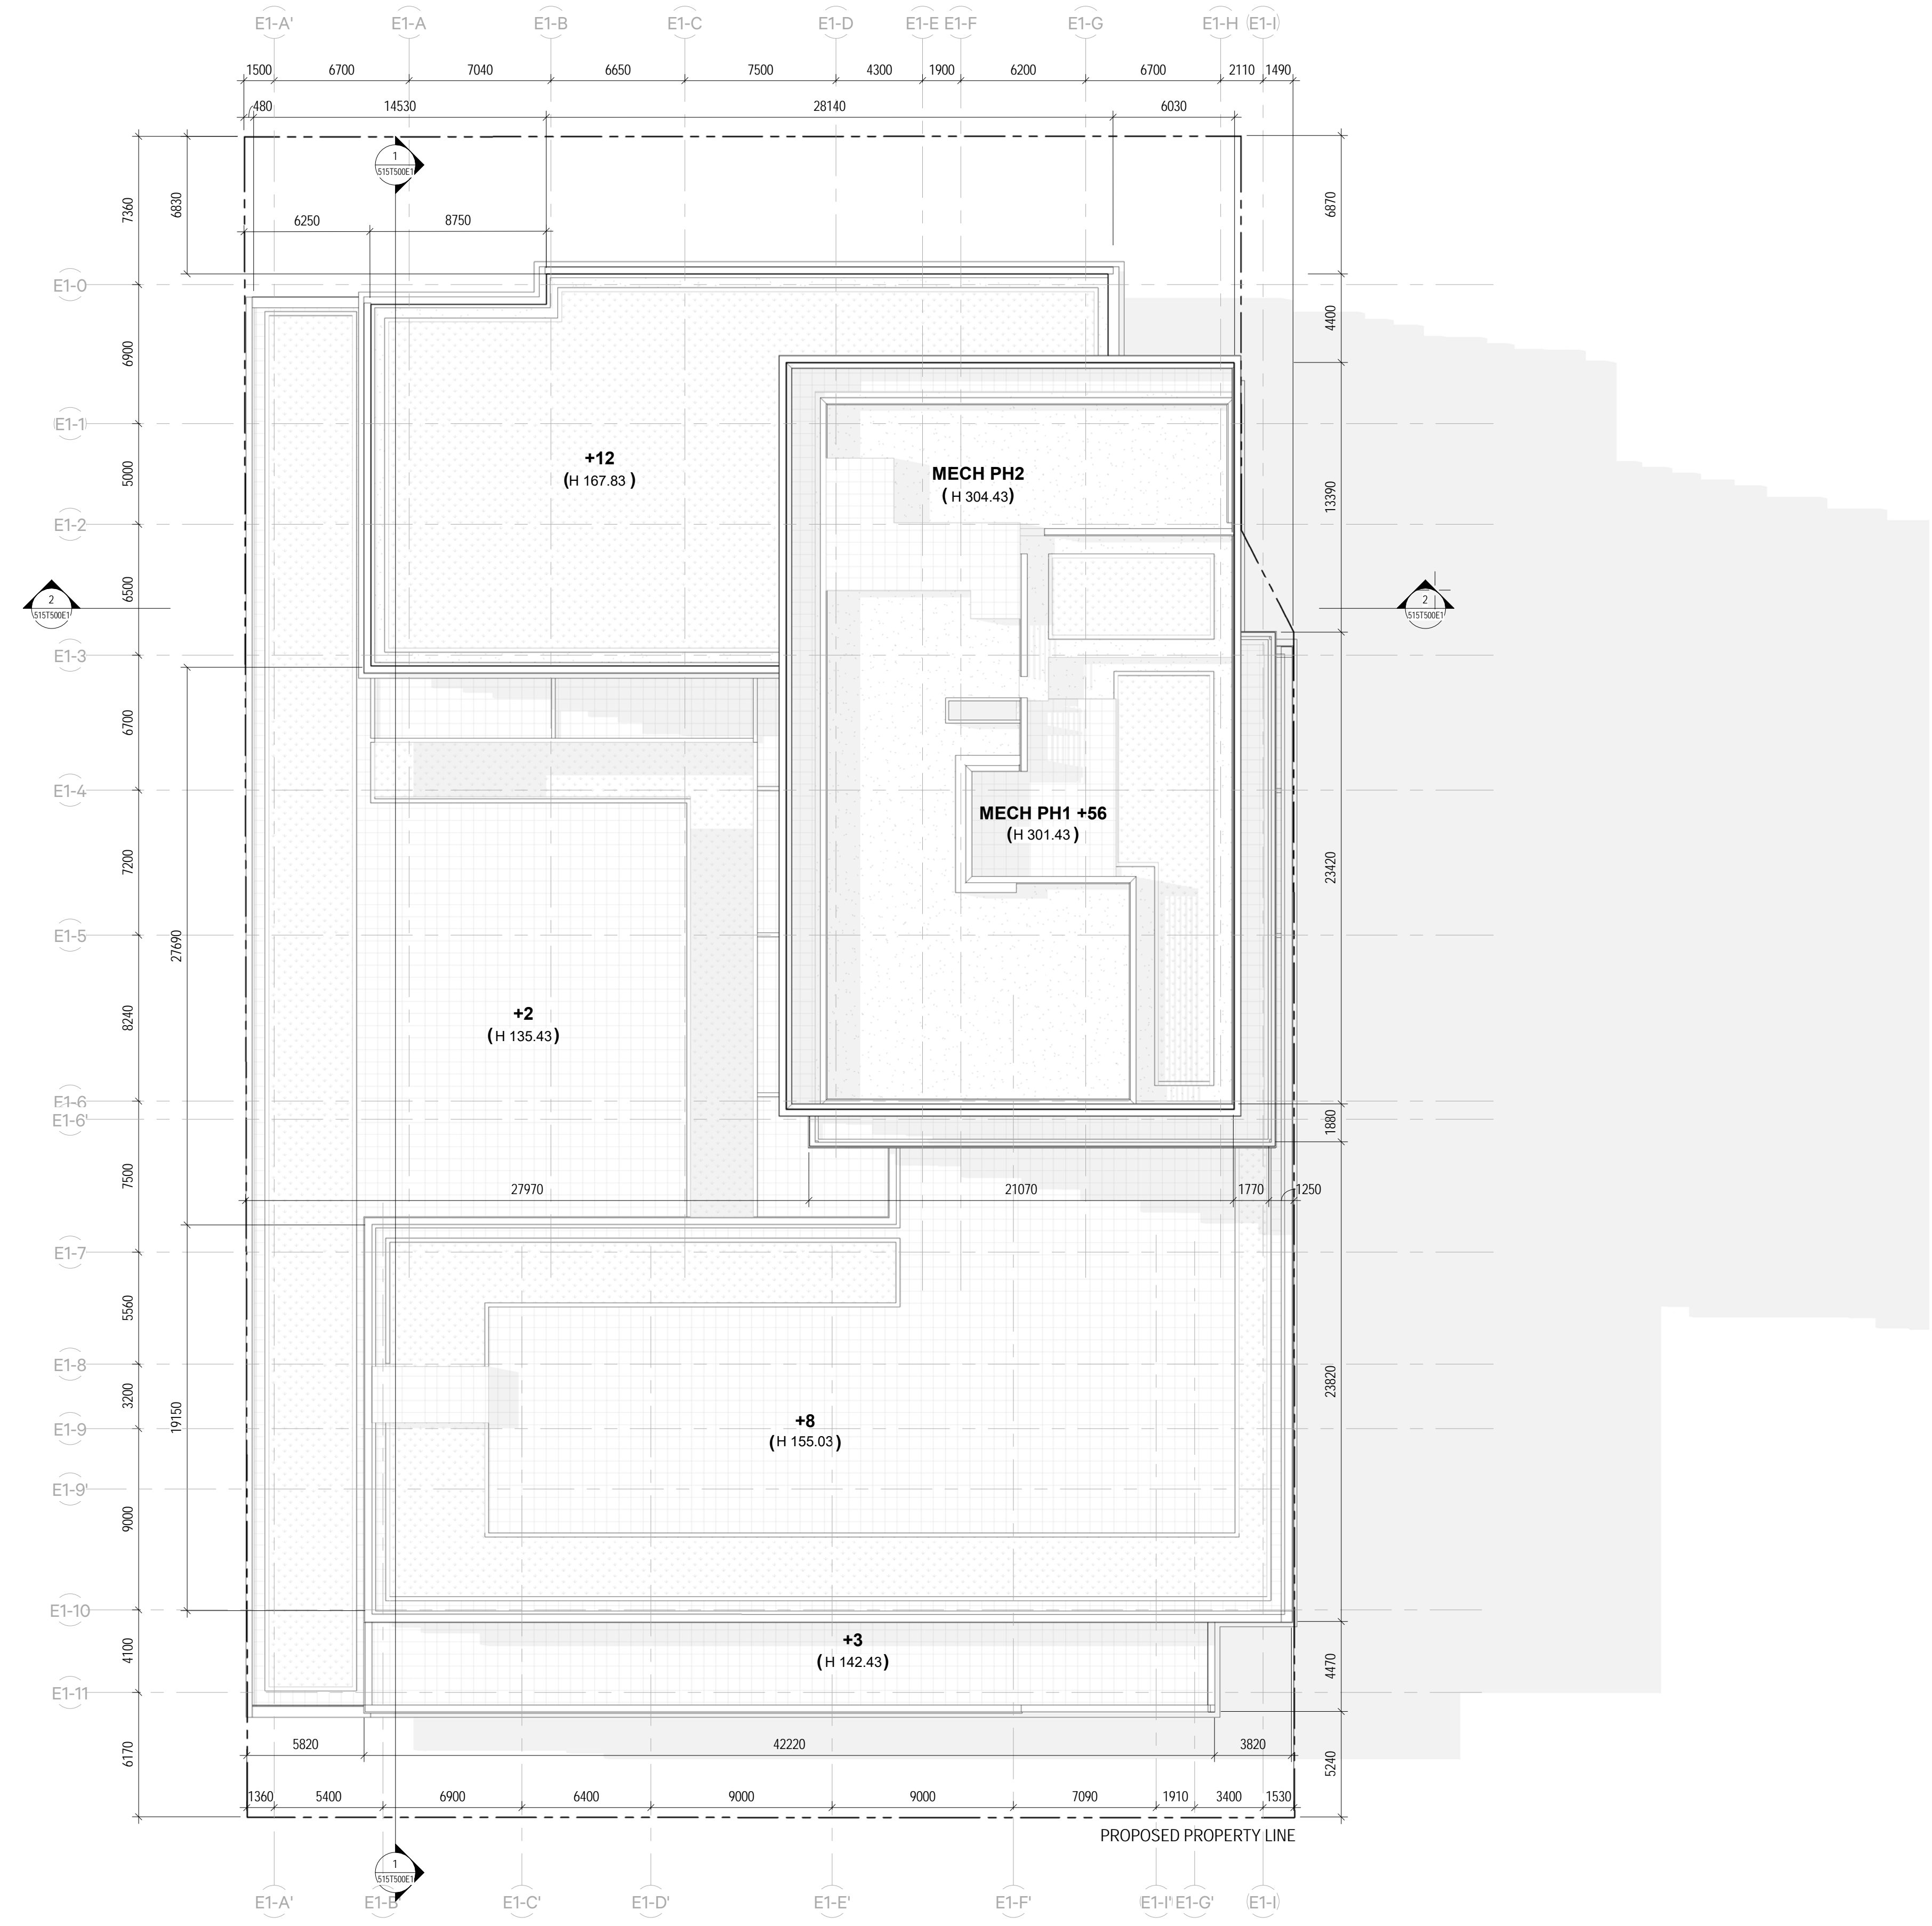 E1-A' E1-A E1-B E1-C E1-D E1-E E1-F E1-G E1-H (E1-I)
1500 6700 7040 6650 7500 4300 1900 6200 6700 2110 1490
480 14530 28140 6030
1
515T500E1
7360 6830 6870
6250 8750
E1-0
4400
6900
(E1-1)
+12
(H 167.83 )
MECH PH2
( H 304.43)
5000
13390
E1-2
6500
2
515T500E1
2
515T500E1
E1-3
6700
E1-4
MECH PH1 +56
(H 301.43 )
7200
23420
E1-5
27690
+2
( H 135.43 )
8240
E1-6
E1-6'
1880
7500
27970 21070 1770 1250
E1-7
5560
E1-8
3200
23820
19150
+8
( H 155.03 )
E1-9
E1-9'
9000
E1-10
+3
( H 142.43 )
4100
4470
E1-11
6170
5820 42220 3820
5240
1360 5400 6900 6400 9000 9000 7090 1910 3400 1530
PROPOSED PROPERTY LINE
1
515T500E1
E1-A' E1-B' E1-C' E1-D' E1-E' E1-F' E1-I' E1-G' (E1-I)